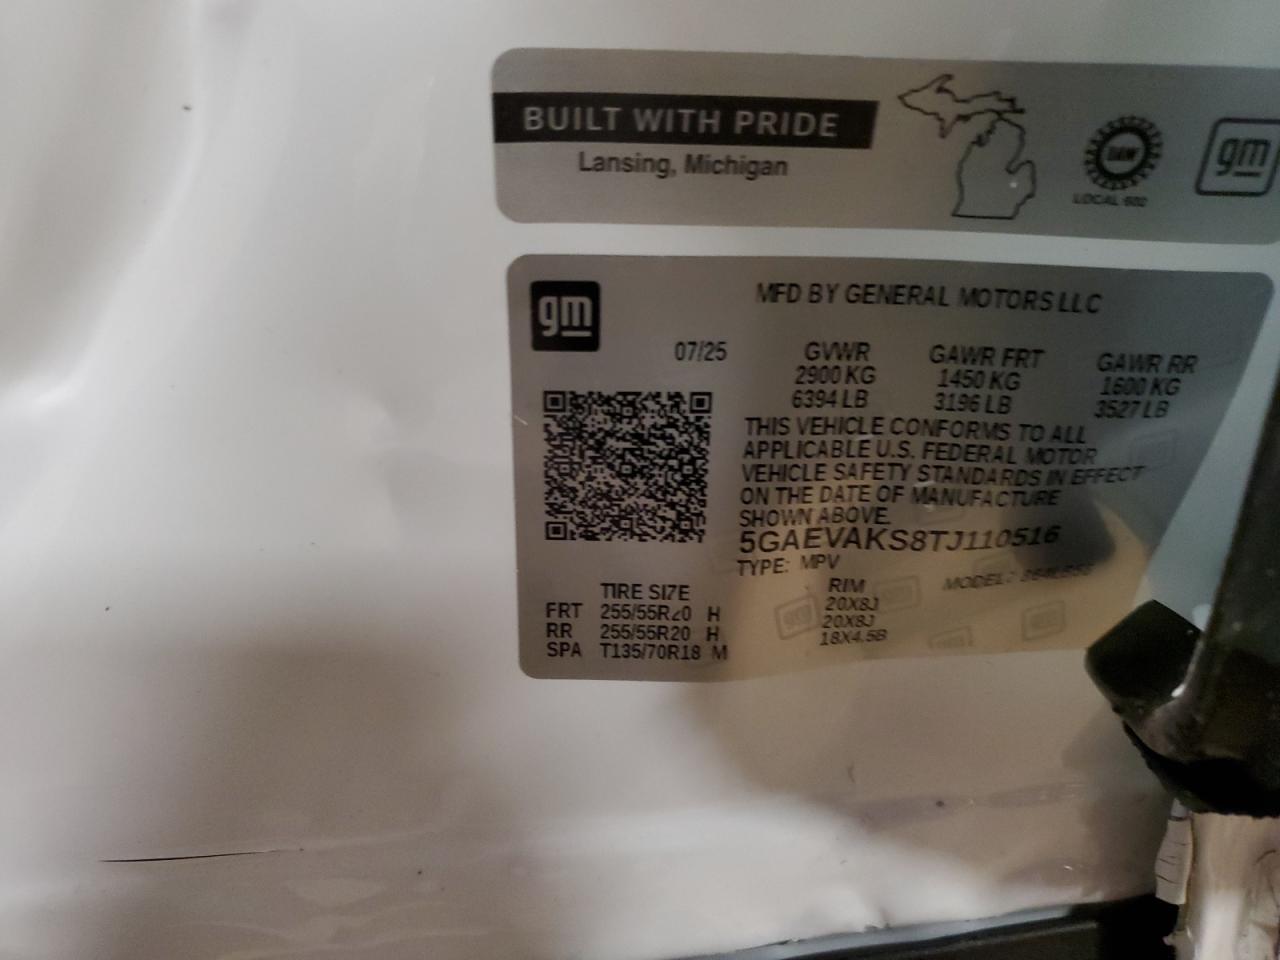 BUILT WITH PRIDE
Lansing, Michigan
UAW
LOCAL 602
gm
gm
MFD BY GENERAL MOTORS LLC
07/25
GVWR GAWR FRT GAWR RR
2900 KG 1450 KG 1600 KG
6394 LB 3196 LB 3527 LB
THIS VEHICLE CONFORMS TO ALL
APPLICABLE U.S. FEDERAL MOTOR
VEHICLE SAFETY STANDARDS IN EFFECT
ON THE DATE OF MANUFACTURE
SHOWN ABOVE.
5GAEVAKS8TJ110516
TYPE: MPV MODEL:
TIRE SIZE RIM
FRT 255/55R20 H 20X8J
RR 255/55R20 H 20X8J
SPA T135/70R18 M 18X4.5B